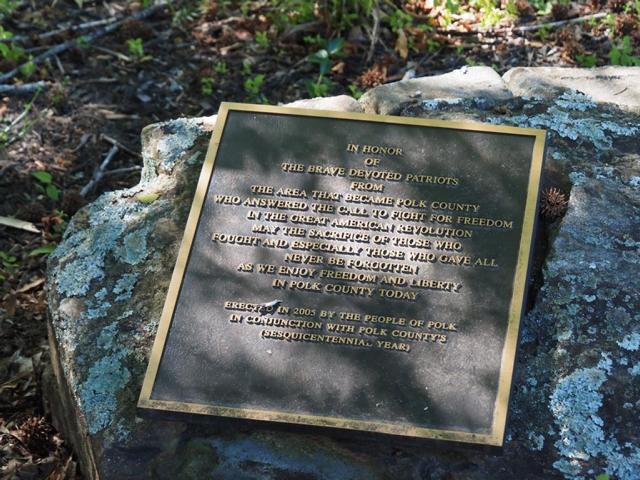 IN HONOR
OF
THE BRAVE DEVOTED PATRIOTS
FROM
THE AREA THAT BECAME POLK COUNTY
WHO ANSWERED THE CALL TO FIGHT FOR FREEDOM
IN THE GREAT AMERICAN REVOLUTION
MAY THE SACRIFICE OF THOSE WHO
FOUGHT AND ESPECIALLY THOSE WHO GAVE ALL
NEVER BE FORGOTTEN
AS WE ENJOY FREEDOM AND LIBERTY
IN POLK COUNTY TODAY
ERECTED IN 2005 BY THE PEOPLE OF POLK
IN CONJUNCTION WITH POLK COUNTY'S
(SESQUICENTENNIAL YEAR)